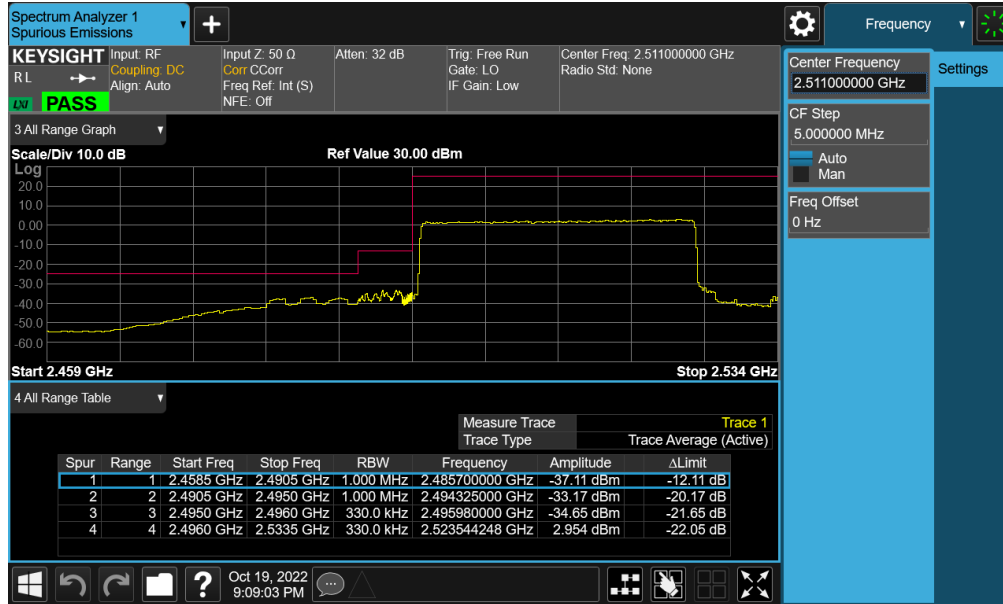 Spectrum Analyzer 1
Spurious Emissions
Frequency
KEYSIGHT
R L
LXI
PASS
Input: RF
Coupling: DC
Align: Auto
Input Z: 50 Ω
Corr CCorr
Freq Ref: Int (S)
NFE: Off
Atten: 32 dB
Trig: Free Run
Gate: LO
IF Gain: Low
Center Freq: 2.511000000 GHz
Radio Std: None
Center Frequency
2.511000000 GHz
Settings
CF Step
5.000000 MHz
Auto
Man
Freq Offset
0 Hz
3 All Range Graph
Scale/Div 10.0 dB
Ref Value 30.00 dBm
Log
20.0
10.0
0.00
-10.0
-20.0
-30.0
-40.0
-50.0
-60.0
Start 2.459 GHz
Stop 2.534 GHz
4 All Range Table
Measure Trace Trace 1
Trace Type Trace Average (Active)
Spur Range Start Freq Stop Freq RBW Frequency Amplitude ΔLimit
1 1 2.4585 GHz 2.4905 GHz 1.000 MHz 2.485700000 GHz -37.11 dBm -12.11 dB
2 2 2.4905 GHz 2.4950 GHz 1.000 MHz 2.494325000 GHz -33.17 dBm -20.17 dB
3 3 2.4950 GHz 2.4960 GHz 330.0 kHz 2.495980000 GHz -34.65 dBm -21.65 dB
4 4 2.4960 GHz 2.5335 GHz 330.0 kHz 2.523544248 GHz 2.954 dBm -22.05 dB
?
Oct 19, 2022
9:09:03 PM